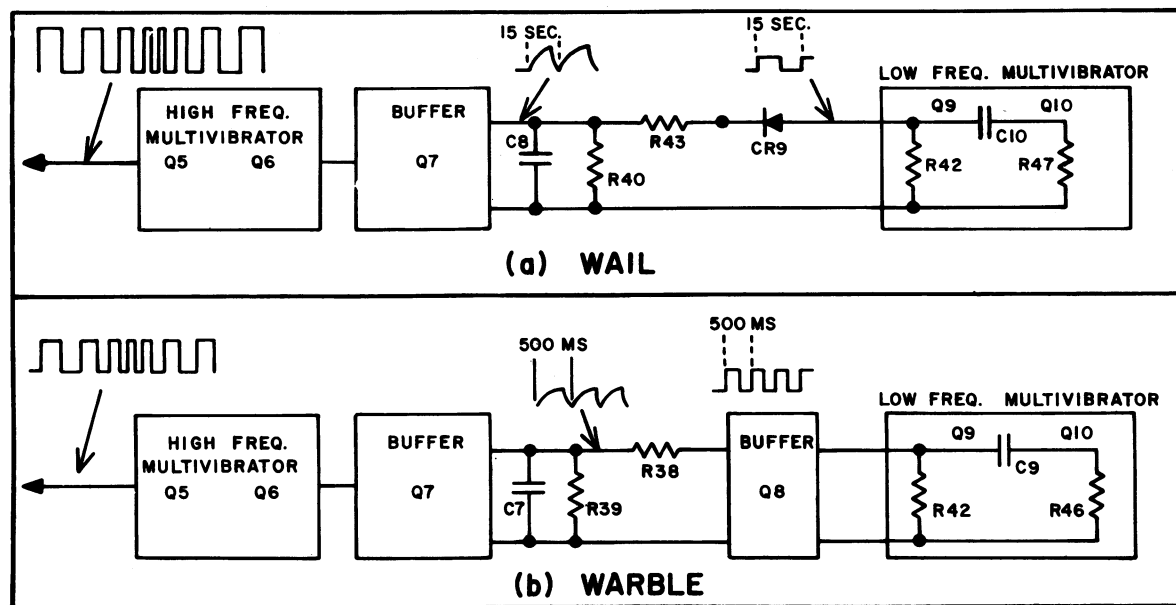 15 SEC.
15 SEC.
LOW FREQ. MULTIVIBRATOR
HIGH FREQ.
MULTIVIBRATOR
Q5 Q6
BUFFER
Q7
C8
R40
R43
CR9
Q9 Q10
C10
R42
R47
(a) WAIL
500 MS
500 MS
LOW FREQ. MULTIVIBRATOR
HIGH FREQ.
MULTIVIBRATOR
Q5 Q6
BUFFER
Q7
C7
R39
R38
BUFFER
Q8
Q9 Q10
C9
R42
R46
(b) WARBLE